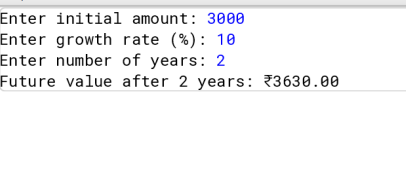 Enter initial amount: 3000
Enter growth rate (%): 10
Enter number of years: 2
Future value after 2 years: ₹3630.00